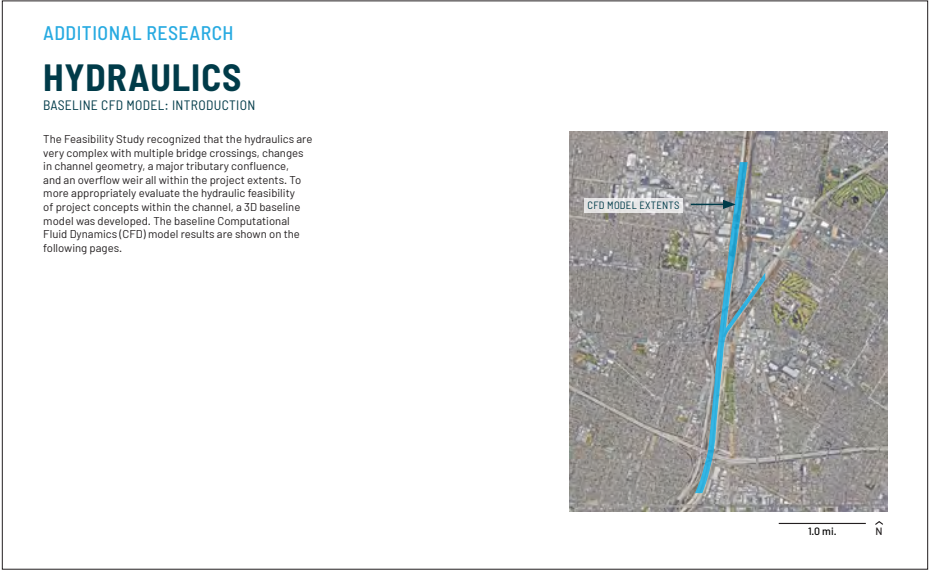 ADDITIONAL RESEARCH
HYDRAULICS
BASELINE CFD MODEL: INTRODUCTION
The Feasibility Study recognized that the hydraulics are
very complex with multiple bridge crossings, changes
in channel geometry, a major tributary confluence,
and an overflow weir all within the project extents. To
more appropriately evaluate the hydraulic feasibility
of project concepts within the channel, a 3D baseline
model was developed. The baseline Computational
Fluid Dynamics (CFD) model results are shown on the
following pages.
CFD MODEL EXTENTS
1.0 mi.
N